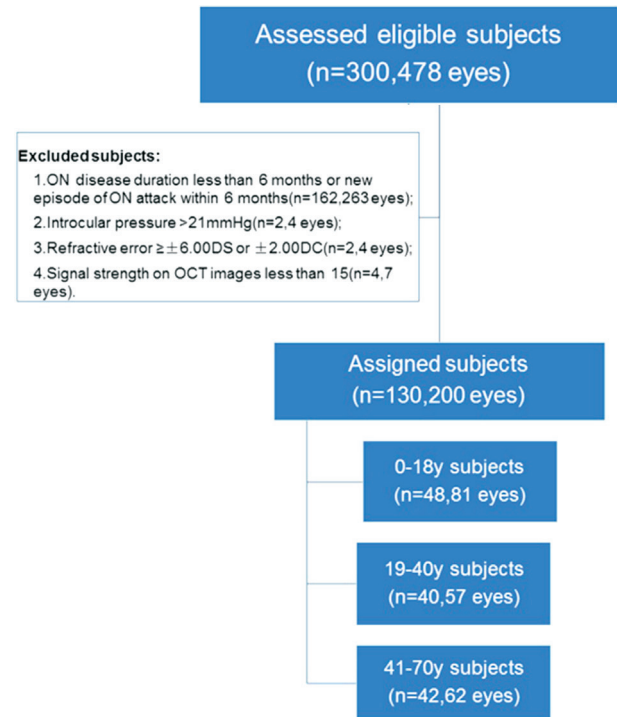 Assessed eligible subjects
(n=300,478 eyes)
Excluded subjects:
1.ON disease duration less than 6 months or new
episode of ON attack within 6 months(n=162,263 eyes);
2.Introcular pressure >21mmHg(n=2,4 eyes);
3.Refractive error ≥±6.00DS or ±2.00DC(n=2,4 eyes);
4.Signal strength on OCT images less than 15(n=4,7
eyes).
Assigned subjects
(n=130,200 eyes)
0-18y subjects
(n=48,81 eyes)
19-40y subjects
(n=40,57 eyes)
41-70y subjects
(n=42,62 eyes)